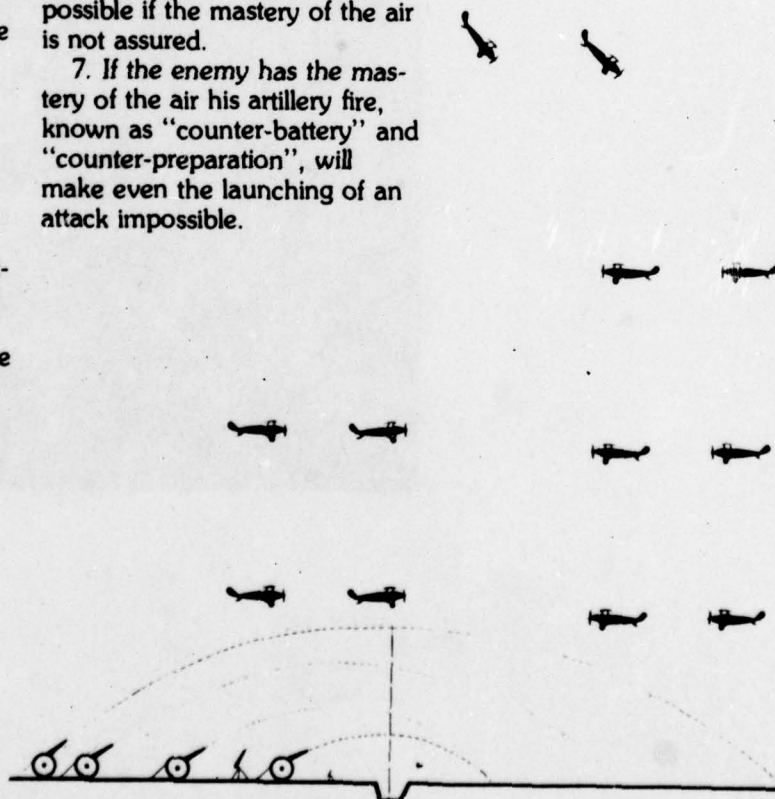 possible if the mastery of the air
is not assured.
7. If the enemy has the mas-
tery of the air his artillery fire,
known as "counter-battery" and
"counter-preparation", will
make even the launching of an
attack impossible.